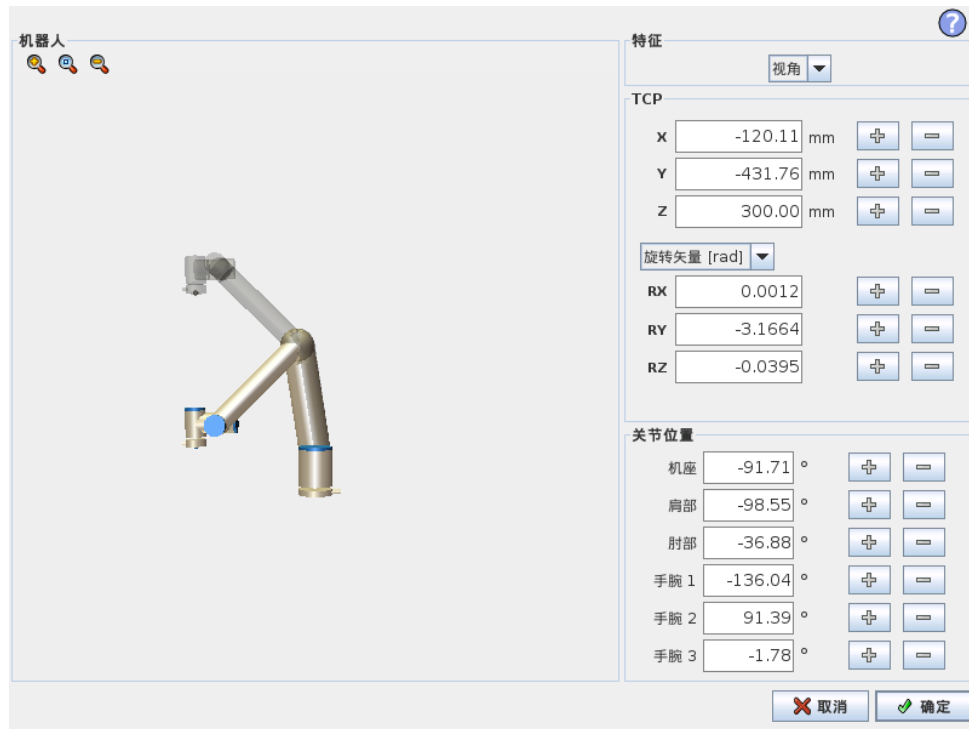 ?
机器人
特征
视角
TCP
X -120.11 mm
Y -431.76 mm
Z 300.00 mm
旋转矢量 [rad]
RX 0.0012
RY -3.1664
RZ -0.0395
关节位置
机座 -91.71 °
肩部 -98.55 °
肘部 -36.88 °
手腕 1 -136.04 °
手腕 2 91.39 °
手腕 3 -1.78 °
取消 确定